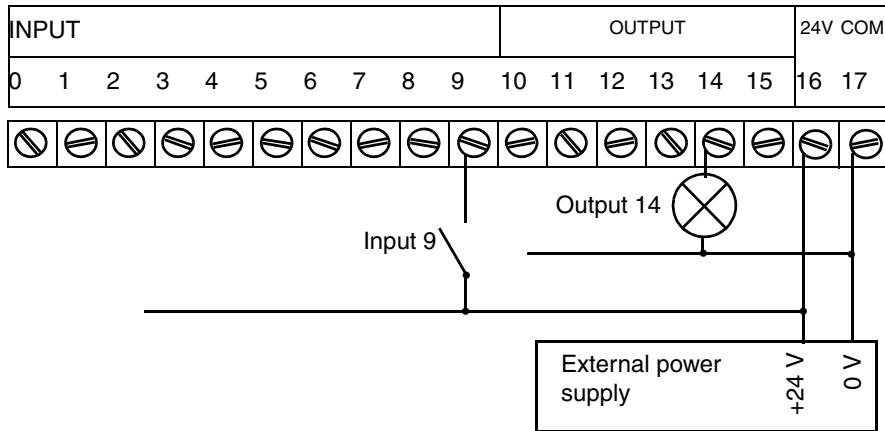 INPUT OUTPUT 24V COM
0 1 2 3 4 5 6 7 8 9 10 11 12 13 14 15 16 17
Output 14
Input 9
External power
supply
+24 V
0 V